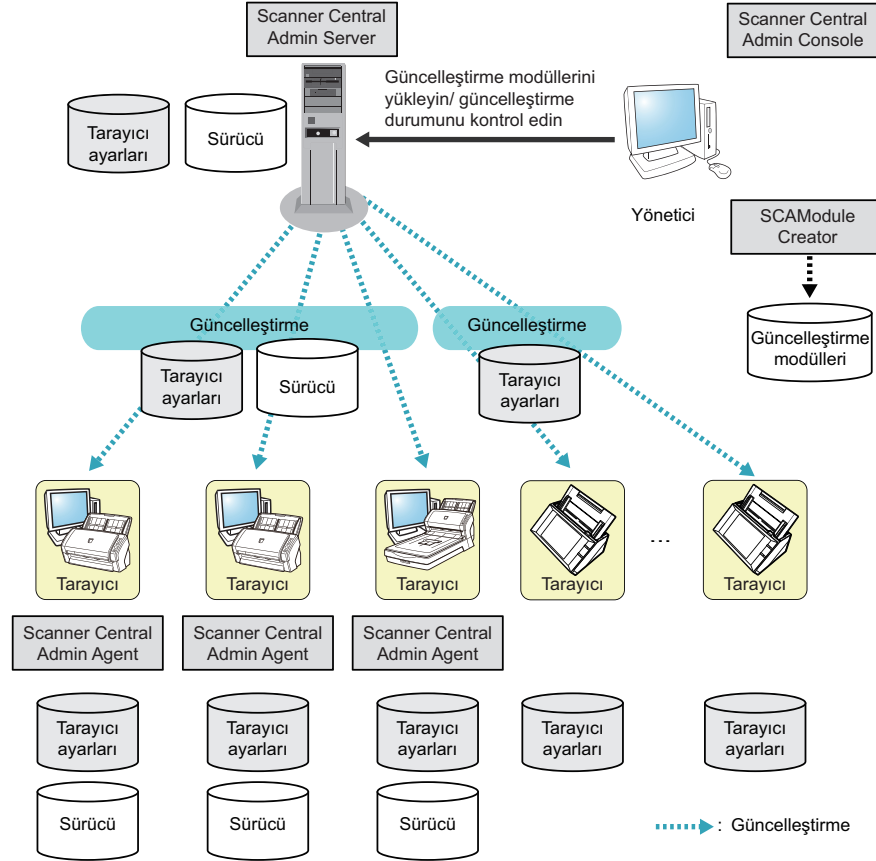 Scanner Central
Admin Server
Scanner Central
Admin Console
Güncelleştirme modüllerini
yükleyin/ güncelleştirme
durumunu kontrol edin
Tarayıcı
ayarları
Sürücü
Yönetici
SCAModule
Creator
Güncelleştirme
modülleri
Güncelleştirme
Güncelleştirme
Tarayıcı
ayarları
Sürücü
Tarayıcı
ayarları
Tarayıcı
Tarayıcı
Tarayıcı
Tarayıcı
...
Tarayıcı
Scanner Central
Admin Agent
Scanner Central
Admin Agent
Scanner Central
Admin Agent
Tarayıcı
ayarları
Tarayıcı
ayarları
Tarayıcı
ayarları
Tarayıcı
ayarları
Tarayıcı
ayarları
Sürücü
Sürücü
Sürücü
: Güncelleştirme